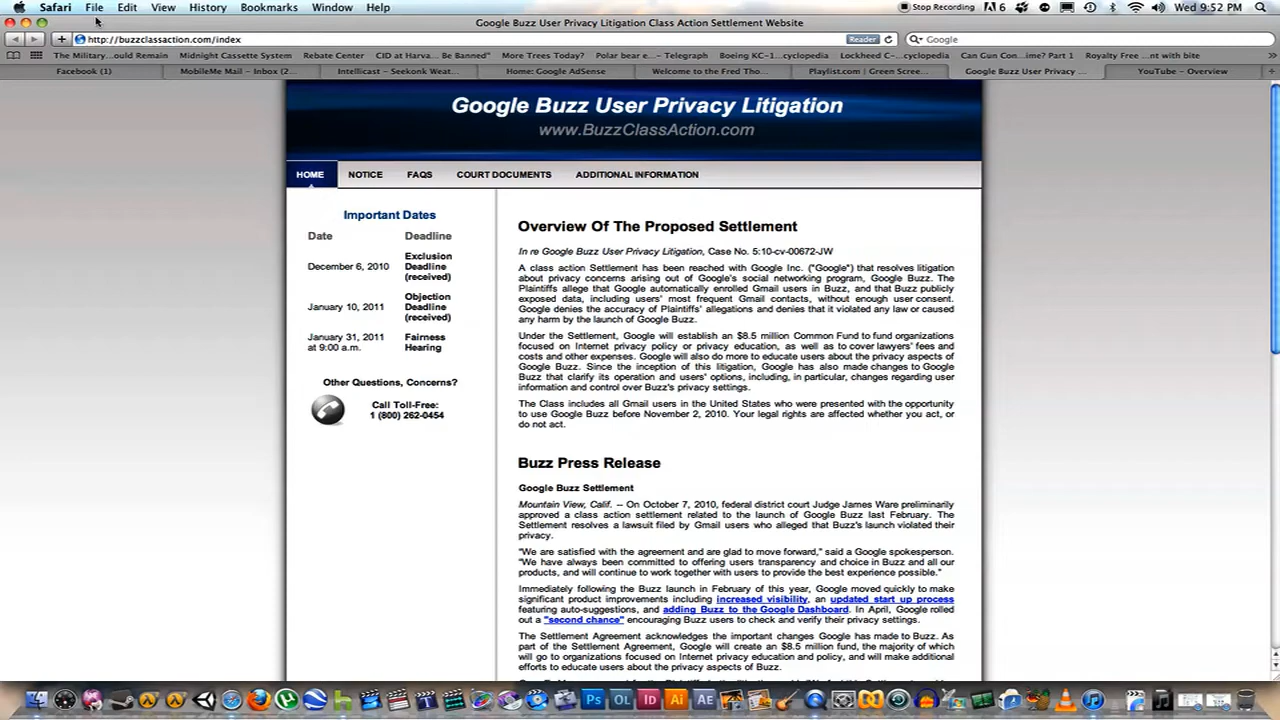 Safari File Edit View History Bookmarks Window Help Stop Recording 6 Wed 9:52 PM
Google Buzz User Privacy Litigation Class Action Settlement Website
http://buzzclassaction.com/index Reader Google
The Military...ould Remain Midnight Cassette System Rebate Center CID at Harva... Be Banned" More Trees Today? Polar bear e... – Telegraph Boeing KC-1...cyclopedia Lockheed C-...cyclopedia Can Gun Con...ime? Part 1 Royalty Free ...nt with bite
Facebook (1) MobileMe Mail – Inbox (2... Intellicast – Seekonk Weat... Home: Google AdSense Welcome to the Fred Tho... Playlist.com | Green Scree... Google Buzz User Privacy ... YouTube – Overview
Google Buzz User Privacy Litigation
www.BuzzClassAction.com
HOME NOTICE FAQS COURT DOCUMENTS ADDITIONAL INFORMATION
Important Dates
Date Deadline
December 6, 2010 Exclusion
Deadline
(received)
January 10, 2011 Objection
Deadline
(received)
January 31, 2011 Fairness
at 9:00 a.m. Hearing
Other Questions, Concerns?
Call Toll-Free:
1 (800) 262-0454
Overview Of The Proposed Settlement
In re Google Buzz User Privacy Litigation, Case No. 5:10-cv-00672-JW
A class action Settlement has been reached with Google Inc. ("Google") that resolves litigation
about privacy concerns arising out of Google's social networking program, Google Buzz. The
Plaintiffs allege that Google automatically enrolled Gmail users in Buzz, and that Buzz publicly
exposed data, including users' most frequent Gmail contacts, without enough user consent.
Google denies the accuracy of Plaintiffs' allegations and denies that it violated any law or caused
any harm by the launch of Google Buzz.
Under the Settlement, Google will establish an $8.5 million Common Fund to fund organizations
focused on Internet privacy policy or privacy education, as well as to cover lawyers' fees and
costs and other expenses. Google will also do more to educate users about the privacy aspects of
Google Buzz. Since the inception of this litigation, Google has also made changes to Google
Buzz that clarify its operation and users' options, including, in particular, changes regarding user
information and control over Buzz's privacy settings.
The Class includes all Gmail users in the United States who were presented with the opportunity
to use Google Buzz before November 2, 2010. Your legal rights are affected whether you act, or
do not act.
Buzz Press Release
Google Buzz Settlement
Mountain View, Calif. -- On October 7, 2010, federal district court Judge James Ware preliminarily
approved a class action settlement related to the launch of Google Buzz last February. The
Settlement resolves a lawsuit filed by Gmail users who alleged that Buzz's launch violated their
privacy.
"We are satisfied with the agreement and are glad to move forward," said a Google spokesperson.
"We have always been committed to offering users transparency and choice in Buzz and all our
products, and will continue to work together with users to provide the best experience possible."
Immediately following the Buzz launch in February of this year, Google moved quickly to make
significant product improvements including increased visibility, an updated start up process
featuring auto-suggestions, and adding Buzz to the Google Dashboard. In April, Google rolled
out a "second chance" encouraging Buzz users to check and verify their privacy settings.
The Settlement Agreement acknowledges the important changes Google has made to Buzz. As
part of the Settlement Agreement, Google will create an $8.5 million fund, the majority of which
will go to organizations focused on Internet privacy education and policy, and will make additional
efforts to educate users about the privacy aspects of Buzz.
Ps OL ID Ai AE